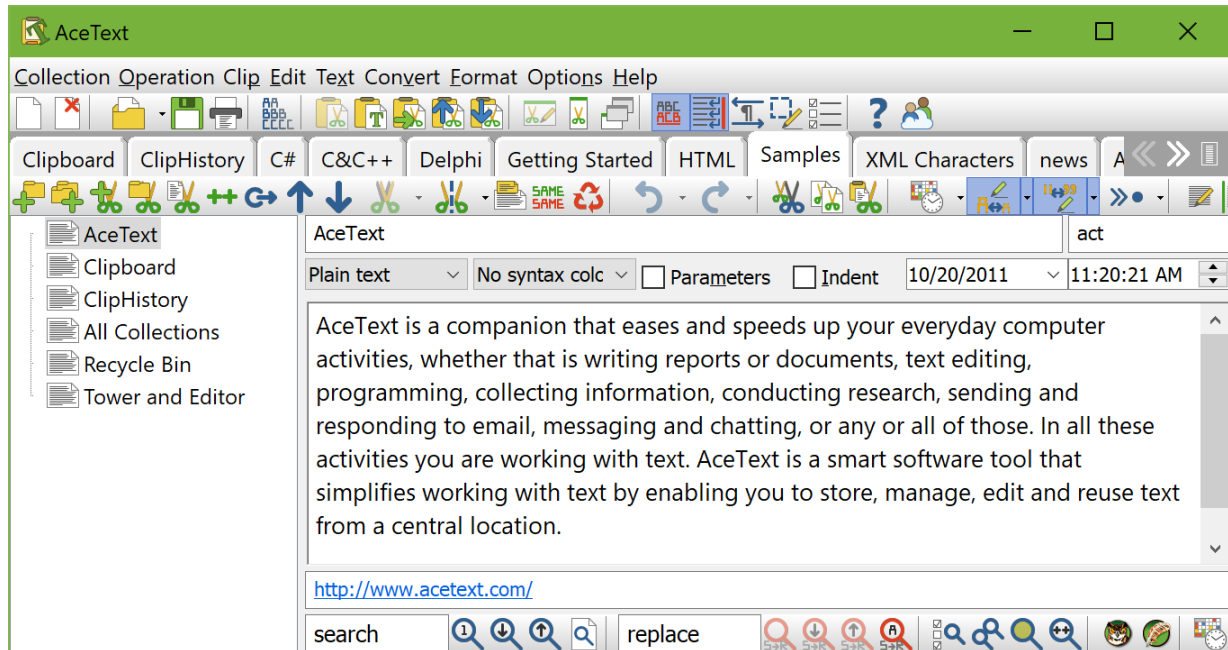 AceText
Collection Operation Clip Edit Text Convert Format Options Help
Clipboard ClipHistory C# C&C++ Delphi Getting Started HTML Samples XML Characters news A
SAME
SAME
AceText
Clipboard
ClipHistory
All Collections
Recycle Bin
Tower and Editor
AceText act
Plain text No syntax colc Parameters Indent 10/20/2011 11:20:21 AM
AceText is a companion that eases and speeds up your everyday computer
activities, whether that is writing reports or documents, text editing,
programming, collecting information, conducting research, sending and
responding to email, messaging and chatting, or any or all of those. In all these
activities you are working with text. AceText is a smart software tool that
simplifies working with text by enabling you to store, manage, edit and reuse text
from a central location.
http://www.acetext.com/
search replace